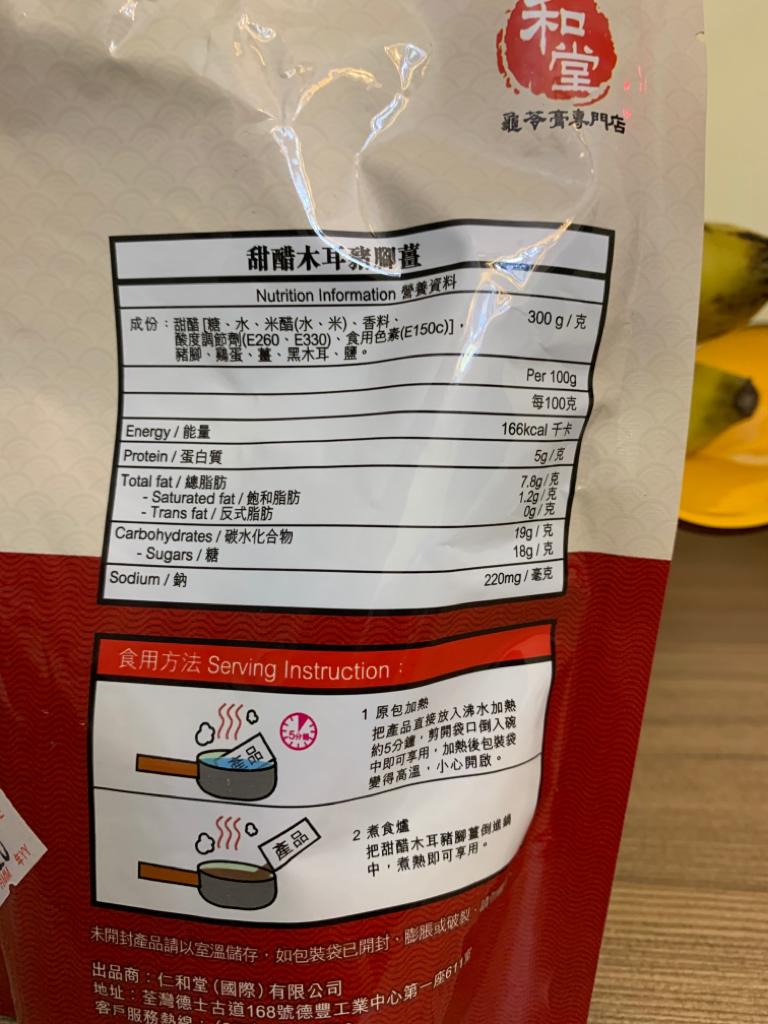 和
堂
龜苓膏專門店
甜醋木耳豬腳薑
Nutrition Information 營養資料
成份：甜醋 [糖、水、米醋(水、米)、香料、 300 g / 克
酸度調節劑(E260、E330)、食用色素(E150c)]，
豬腳、鷄蛋、薑、黑木耳、鹽。
Per 100g
每100克
Energy / 能量 166kcal 千卡
Protein / 蛋白質 5g / 克
Total fat / 總脂肪 7.8g / 克
- Saturated fat / 飽和脂肪 1.2g / 克
- Trans fat / 反式脂肪 0g / 克
Carbohydrates / 碳水化合物 19g / 克
- Sugars / 糖 18g / 克
Sodium / 鈉 220mg / 毫克
食用方法 Serving Instruction：
5分鐘
產品
1 原包加熱
把產品直接放入沸水加熱
約5分鐘，剪開袋口倒入碗
中即可享用，加熱後包裝袋
變得高溫，小心開啟。
產品
2 煮食爐
把甜醋木耳豬腳薑倒進鍋
中，煮熱即可享用。
未開封產品請以室溫儲存，如包裝袋已開封、膨脹或破裂，
出品商：仁和堂 (國際) 有限公司
地址：荃灣德士古道168號德豐工業中心第一座611室
客戶服務熱線：